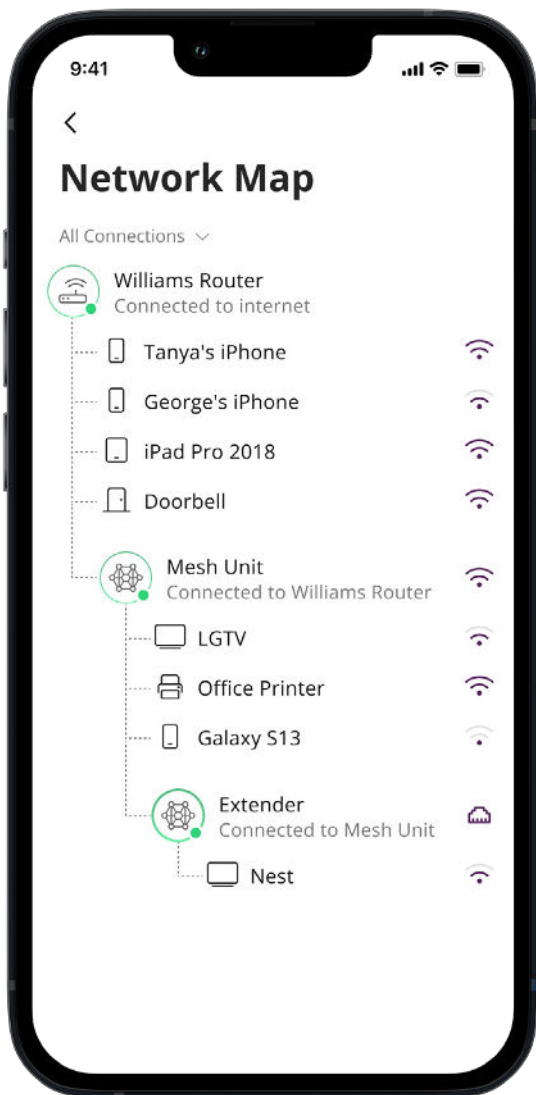 9:41
Network Map
All Connections
Williams Router
Connected to internet
Tanya's iPhone
George's iPhone
iPad Pro 2018
Doorbell
Mesh Unit
Connected to Williams Router
LGTV
Office Printer
Galaxy S13
Extender
Connected to Mesh Unit
Nest